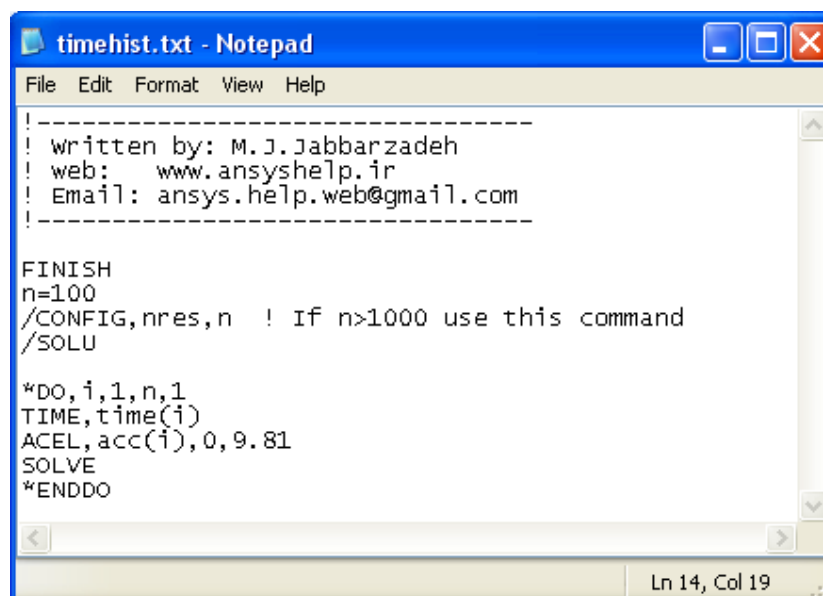 timehist.txt - Notepad
File Edit Format View Help
!---------------------------------
! Written by: M.J.Jabbarzadeh
! web:   www.ansyshelp.ir
! Email: ansys.help.web@gmail.com
!---------------------------------
FINISH
n=100
/CONFIG,nres,n  ! If n>1000 use this command
/SOLU
*DO,i,1,n,1
TIME,time(i)
ACEL,acc(i),0,9.81
SOLVE
*ENDDO
Ln 14, Col 19